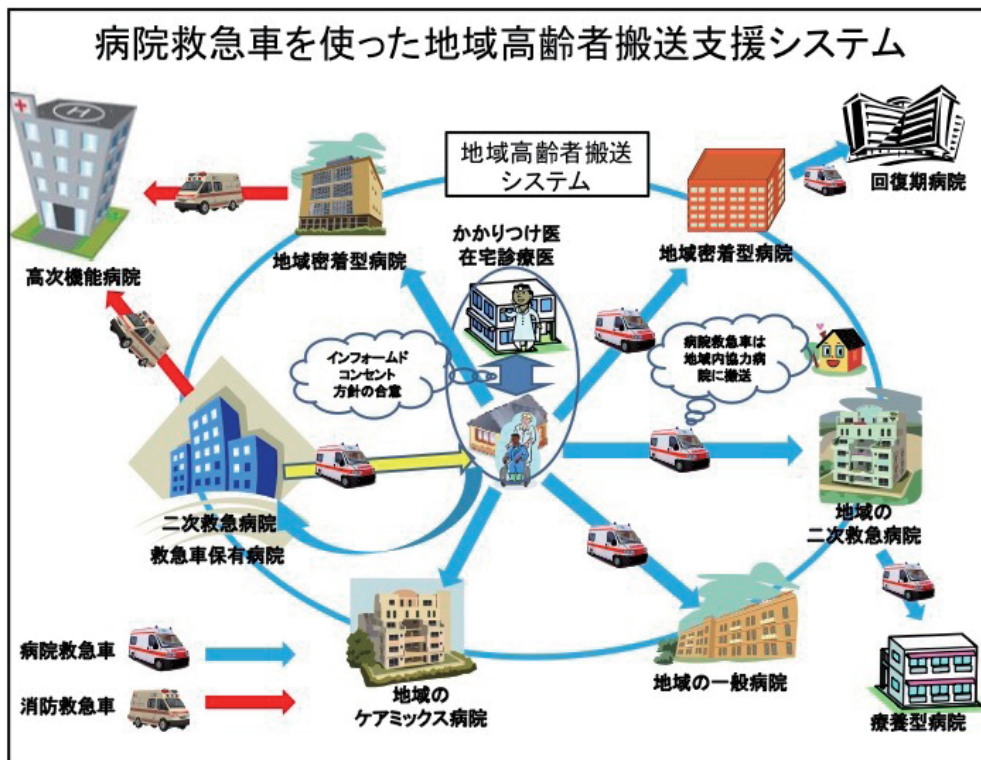 病院救急車を使った地域高齢者搬送支援システム
地域高齢者搬送
システム
H
回復期病院
地域密着型病院
かかりつけ医
在宅診療医
地域密着型病院
高次機能病院
インフォームド
コンセント
方針の合意
病院救急車は
地域内協力病
院に搬送
二次救急病院
救急車保有病院
地域の
二次救急病院
病院救急車
消防救急車
地域の
ケアミックス病院
地域の一般病院
療養型病院